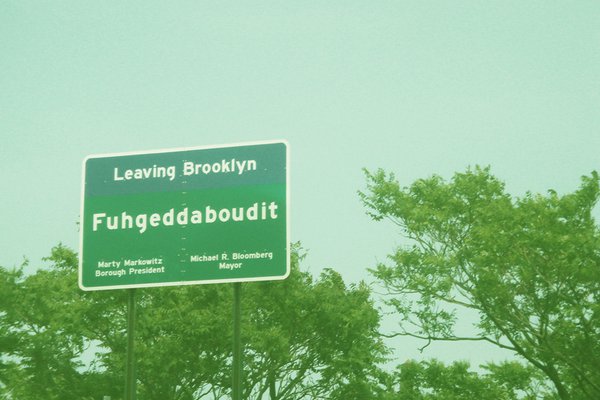 Leaving Brooklyn
Fuhgeddaboudit
Marty Markowitz
Borough President
Michael R. Bloomberg
Mayor